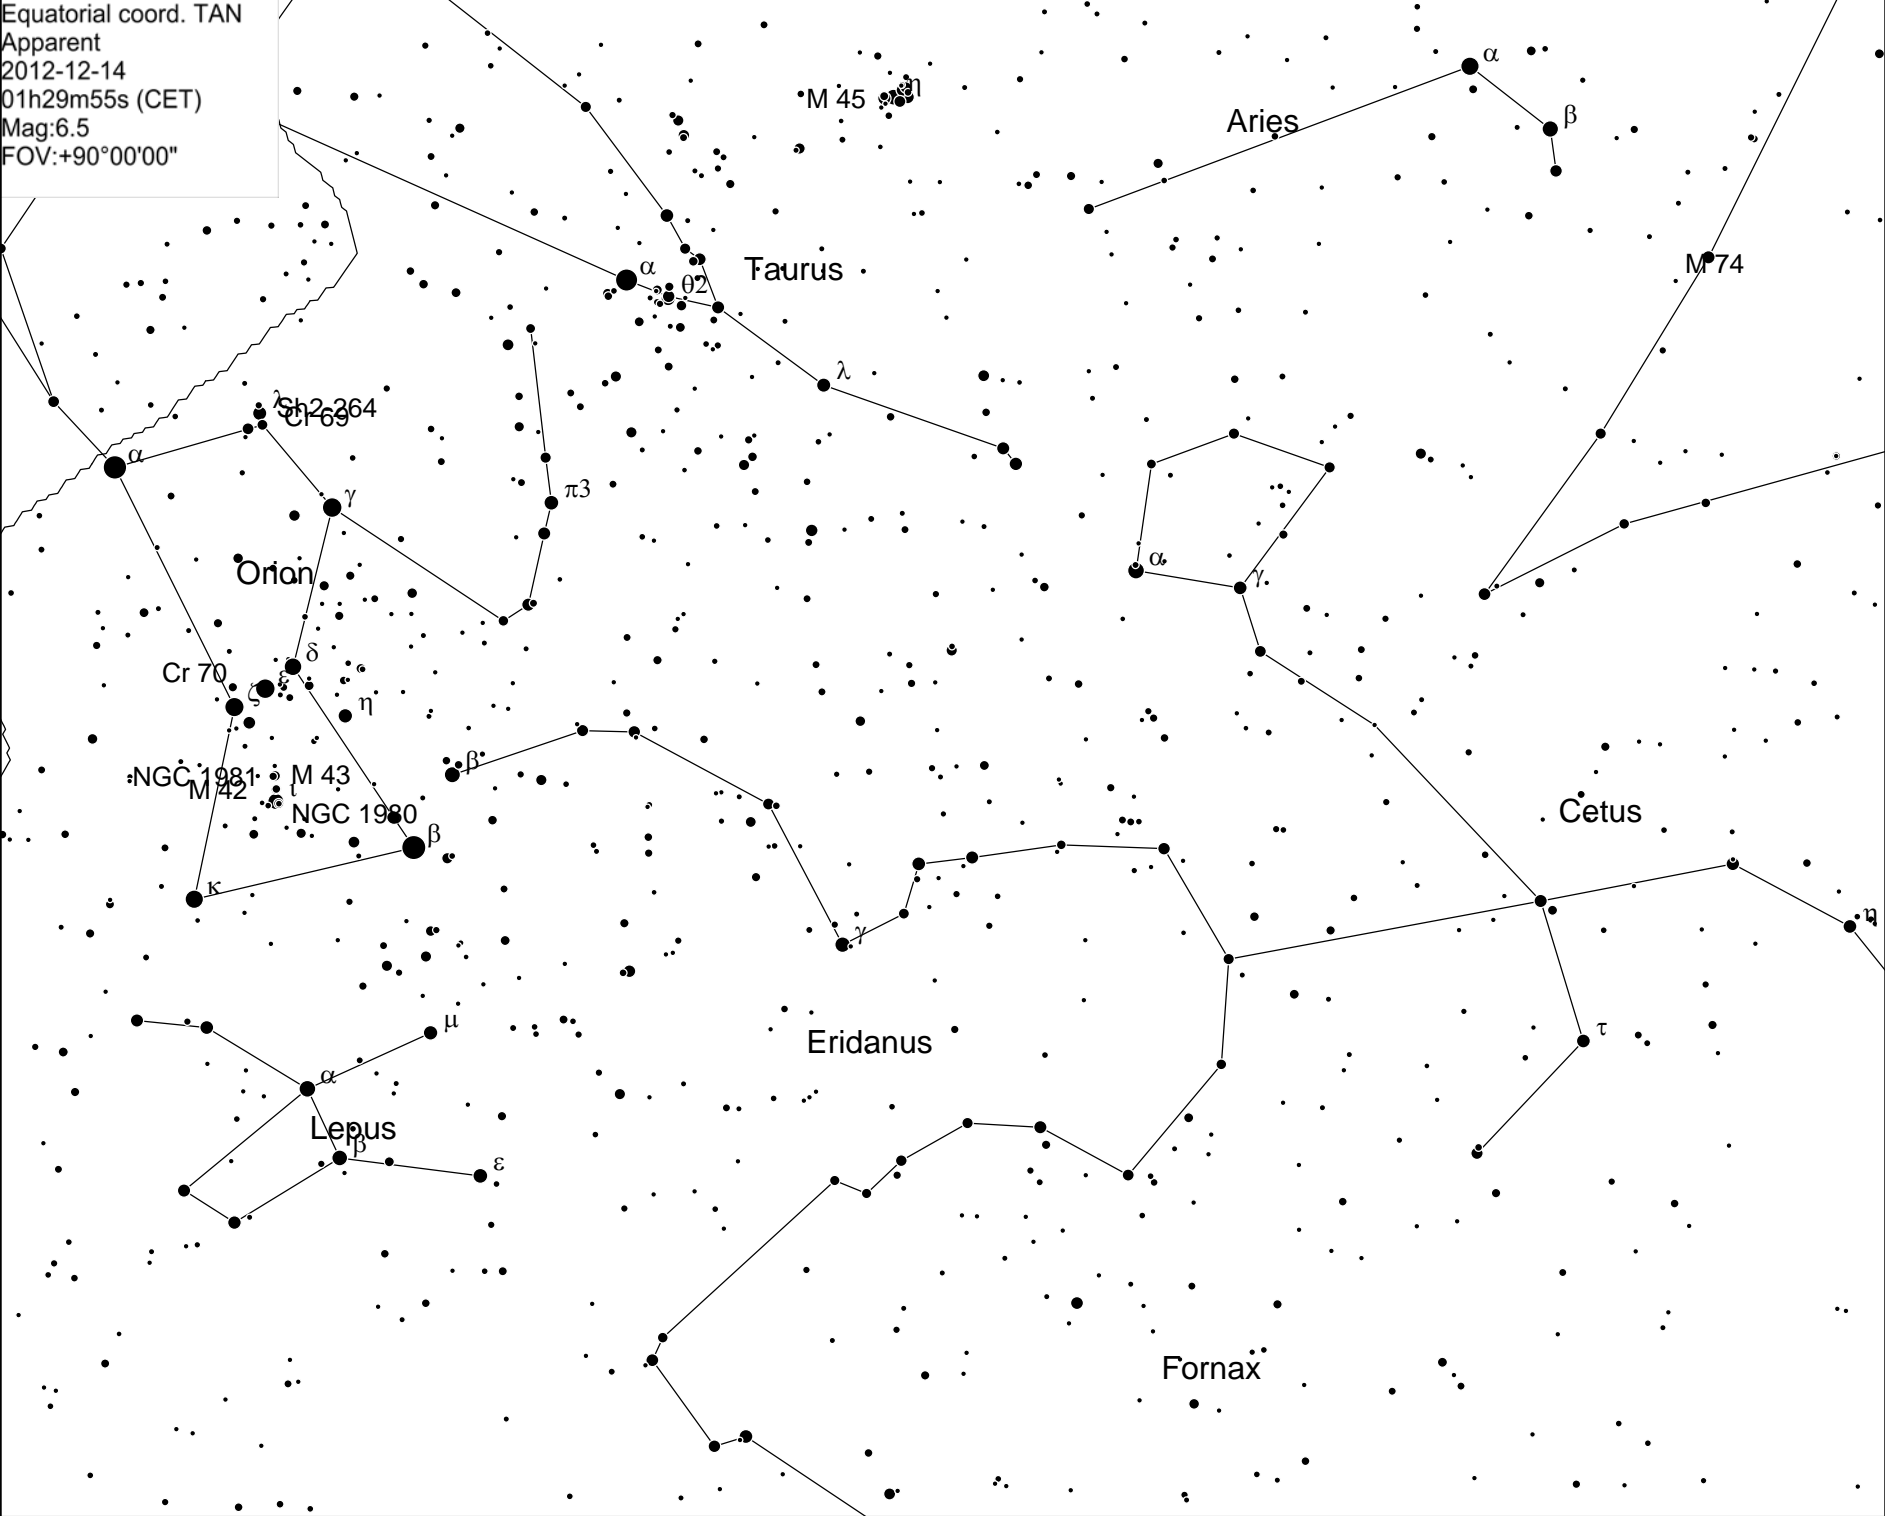 Equatorial coord. TAN
Apparent
2012-12-14
01h29m55s (CET)
Mag:6.5
FOV:+90°00'00"
α
M 45 η
Aries
β
α
θ2
Taurus
M 74
λ
λ
Sh2-264
Cr 69
α
γ
π3
Orion
α
γ
δ
Cr 70
ε
ζ
η
β
NGC 1981
M 43
M 42
ι
NGC 1980
β
Cetus
κ
γ
η
μ
Eridanus
τ
α
Lepus
β
ε
Fornax